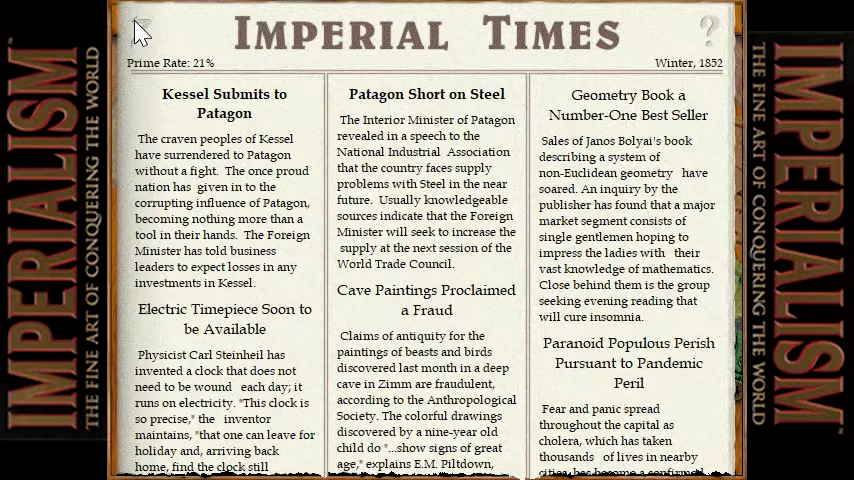 IMPERIALISM™
THE FINE ART OF CONQUERING THE WORLD
IMPERIAL TIMES
?
Prime Rate: 21%
Winter, 1852
Kessel Submits to
Patagon
The craven peoples of Kessel
have surrendered to Patagon
without a fight. The once proud
nation has given in to the
corrupting influence of Patagon,
becoming nothing more than a
tool in their hands. The Foreign
Minister has told business
leaders to expect losses in any
investments in Kessel.
Electric Timepiece Soon to
be Available
Physicist Carl Steinheil has
invented a clock that does not
need to be wound each day; it
runs on electricity. "This clock is
so precise," the inventor
maintains, "that one can leave for
holiday and, arriving back
home, find the clock still
Patagon Short on Steel
The Interior Minister of Patagon
revealed in a speech to the
National Industrial Association
that the country faces supply
problems with Steel in the near
future. Usually knowledgeable
sources indicate that the Foreign
Minister will seek to increase the
supply at the next session of the
World Trade Council.
Cave Paintings Proclaimed
a Fraud
Claims of antiquity for the
paintings of beasts and birds
discovered last month in a deep
cave in Zimm are fraudulent,
according to the Anthropological
Society. The colorful drawings
discovered by a nine-year old
child do "...show signs of great
age," explains E.M. Piltdown,
Geometry Book a
Number-One Best Seller
Sales of Janos Bolyai's book
describing a system of
non-Euclidean geometry have
soared. An inquiry by the
publisher has found that a major
market segment consists of
single gentlemen hoping to
impress the ladies with their
vast knowledge of mathematics.
Close behind them is the group
seeking evening reading that
will cure insomnia.
Paranoid Populous Perish
Pursuant to Pandemic
Peril
Fear and panic spread
throughout the capital as
cholera, which has taken
thousands of lives in nearby
cities, has become a confirmed
IMPERIALISM™
THE FINE ART OF CONQUERING THE WORLD